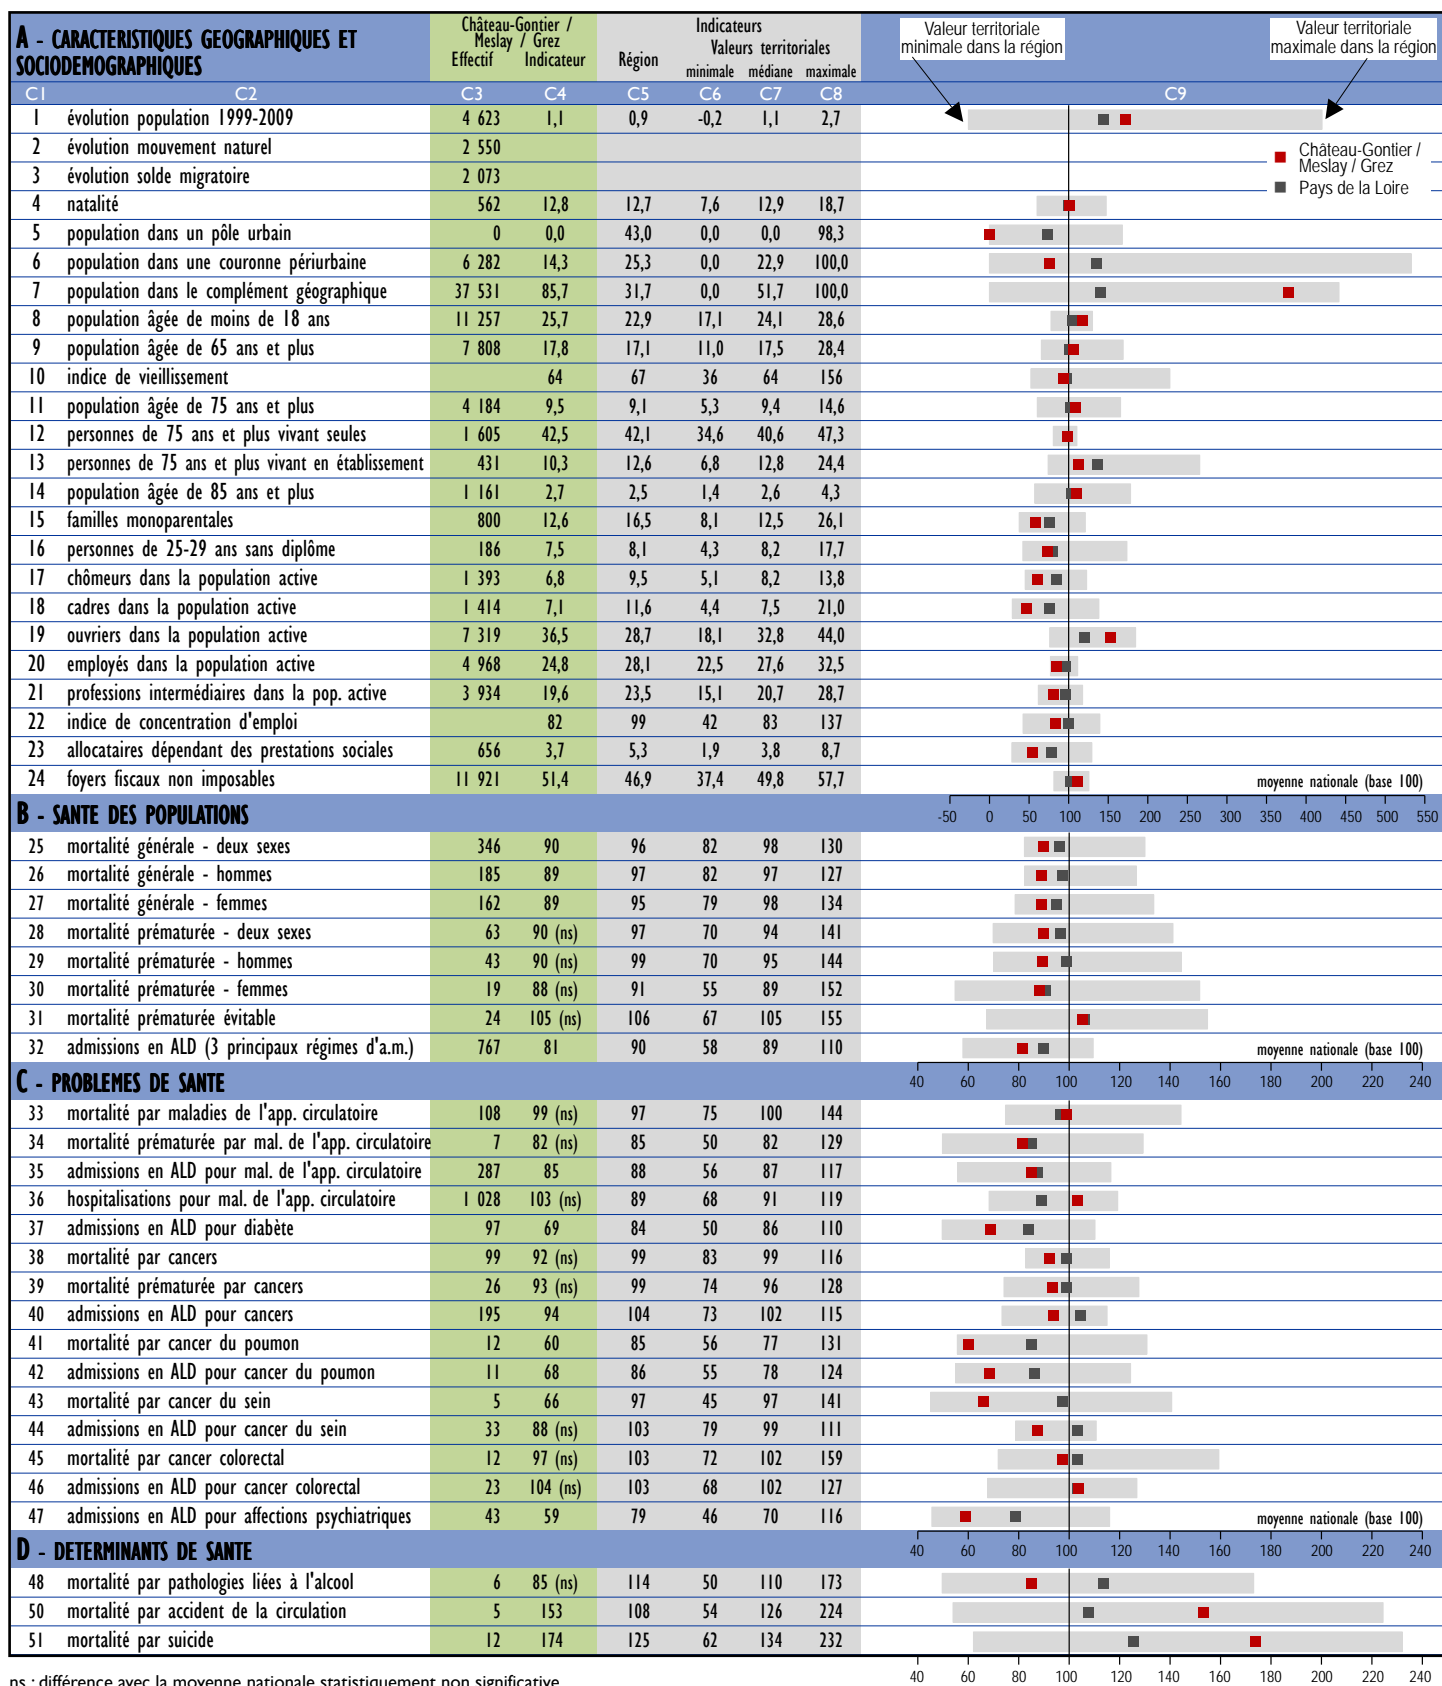 A - CARACTERISTIQUES GEOGRAPHIQUES ET SOCIODEMOGRAPHIQUES
Château-Gontier / Meslay / Grez
Effectif Indicateur
Indicateurs
Région
Valeurs territoriales
minimale médiane maximale
Valeur territoriale minimale dans la région
Valeur territoriale maximale dans la région
C1 C2 C3 C4 C5 C6 C7 C8 C9
1 évolution population 1999-2009 4 623 1,1 0,9 -0,2 1,1 2,7
2 évolution mouvement naturel 2 550
3 évolution solde migratoire 2 073
Château-Gontier / Meslay / Grez
Pays de la Loire
4 natalité 562 12,8 12,7 7,6 12,9 18,7
5 population dans un pôle urbain 0 0,0 43,0 0,0 0,0 98,3
6 population dans une couronne périurbaine 6 282 14,3 25,3 0,0 22,9 100,0
7 population dans le complément géographique 37 531 85,7 31,7 0,0 51,7 100,0
8 population âgée de moins de 18 ans 11 257 25,7 22,9 17,1 24,1 28,6
9 population âgée de 65 ans et plus 7 808 17,8 17,1 11,0 17,5 28,4
10 indice de vieillissement 64 67 36 64 156
11 population âgée de 75 ans et plus 4 184 9,5 9,1 5,3 9,4 14,6
12 personnes de 75 ans et plus vivant seules 1 605 42,5 42,1 34,6 40,6 47,3
13 personnes de 75 ans et plus vivant en établissement 431 10,3 12,6 6,8 12,8 24,4
14 population âgée de 85 ans et plus 1 161 2,7 2,5 1,4 2,6 4,3
15 familles monoparentales 800 12,6 16,5 8,1 12,5 26,1
16 personnes de 25-29 ans sans diplôme 186 7,5 8,1 4,3 8,2 17,7
17 chômeurs dans la population active 1 393 6,8 9,5 5,1 8,2 13,8
18 cadres dans la population active 1 414 7,1 11,6 4,4 7,5 21,0
19 ouvriers dans la population active 7 319 36,5 28,7 18,1 32,8 44,0
20 employés dans la population active 4 968 24,8 28,1 22,5 27,6 32,5
21 professions intermédiaires dans la pop. active 3 934 19,6 23,5 15,1 20,7 28,7
22 indice de concentration d'emploi 82 99 42 83 137
23 allocataires dépendant des prestations sociales 656 3,7 5,3 1,9 3,8 8,7
24 foyers fiscaux non imposables 11 921 51,4 46,9 37,4 49,8 57,7 moyenne nationale (base 100)
B - SANTE DES POPULATIONS -50 0 50 100 150 200 250 300 350 400 450 500 550
25 mortalité générale - deux sexes 346 90 96 82 98 130
26 mortalité générale - hommes 185 89 97 82 97 127
27 mortalité générale - femmes 162 89 95 79 98 134
28 mortalité prématurée - deux sexes 63 90 (ns) 97 70 94 141
29 mortalité prématurée - hommes 43 90 (ns) 99 70 95 144
30 mortalité prématurée - femmes 19 88 (ns) 91 55 89 152
31 mortalité prématurée évitable 24 105 (ns) 106 67 105 155
32 admissions en ALD (3 principaux régimes d'a.m.) 767 81 90 58 89 110 moyenne nationale (base 100)
C - PROBLEMES DE SANTE 40 60 80 100 120 140 160 180 200 220 240
33 mortalité par maladies de l'app. circulatoire 108 99 (ns) 97 75 100 144
34 mortalité prématurée par mal. de l'app. circulatoire 7 82 (ns) 85 50 82 129
35 admissions en ALD pour mal. de l'app. circulatoire 287 85 88 56 87 117
36 hospitalisations pour mal. de l'app. circulatoire 1 028 103 (ns) 89 68 91 119
37 admissions en ALD pour diabète 97 69 84 50 86 110
38 mortalité par cancers 99 92 (ns) 99 83 99 116
39 mortalité prématurée par cancers 26 93 (ns) 99 74 96 128
40 admissions en ALD pour cancers 195 94 104 73 102 115
41 mortalité par cancer du poumon 12 60 85 56 77 131
42 admissions en ALD pour cancer du poumon 11 68 86 55 78 124
43 mortalité par cancer du sein 5 66 97 45 97 141
44 admissions en ALD pour cancer du sein 33 88 (ns) 103 79 99 111
45 mortalité par cancer colorectal 12 97 (ns) 103 72 102 159
46 admissions en ALD pour cancer colorectal 23 104 (ns) 103 68 102 127
47 admissions en ALD pour affections psychiatriques 43 59 79 46 70 116 moyenne nationale (base 100)
D - DETERMINANTS DE SANTE 40 60 80 100 120 140 160 180 200 220 240
48 mortalité par pathologies liées à l'alcool 6 85 (ns) 114 50 110 173
50 mortalité par accident de la circulation 5 153 108 54 126 224
51 mortalité par suicide 12 174 125 62 134 232
40 60 80 100 120 140 160 180 200 220 240
ns : différence avec la moyenne nationale statistiquement non significative